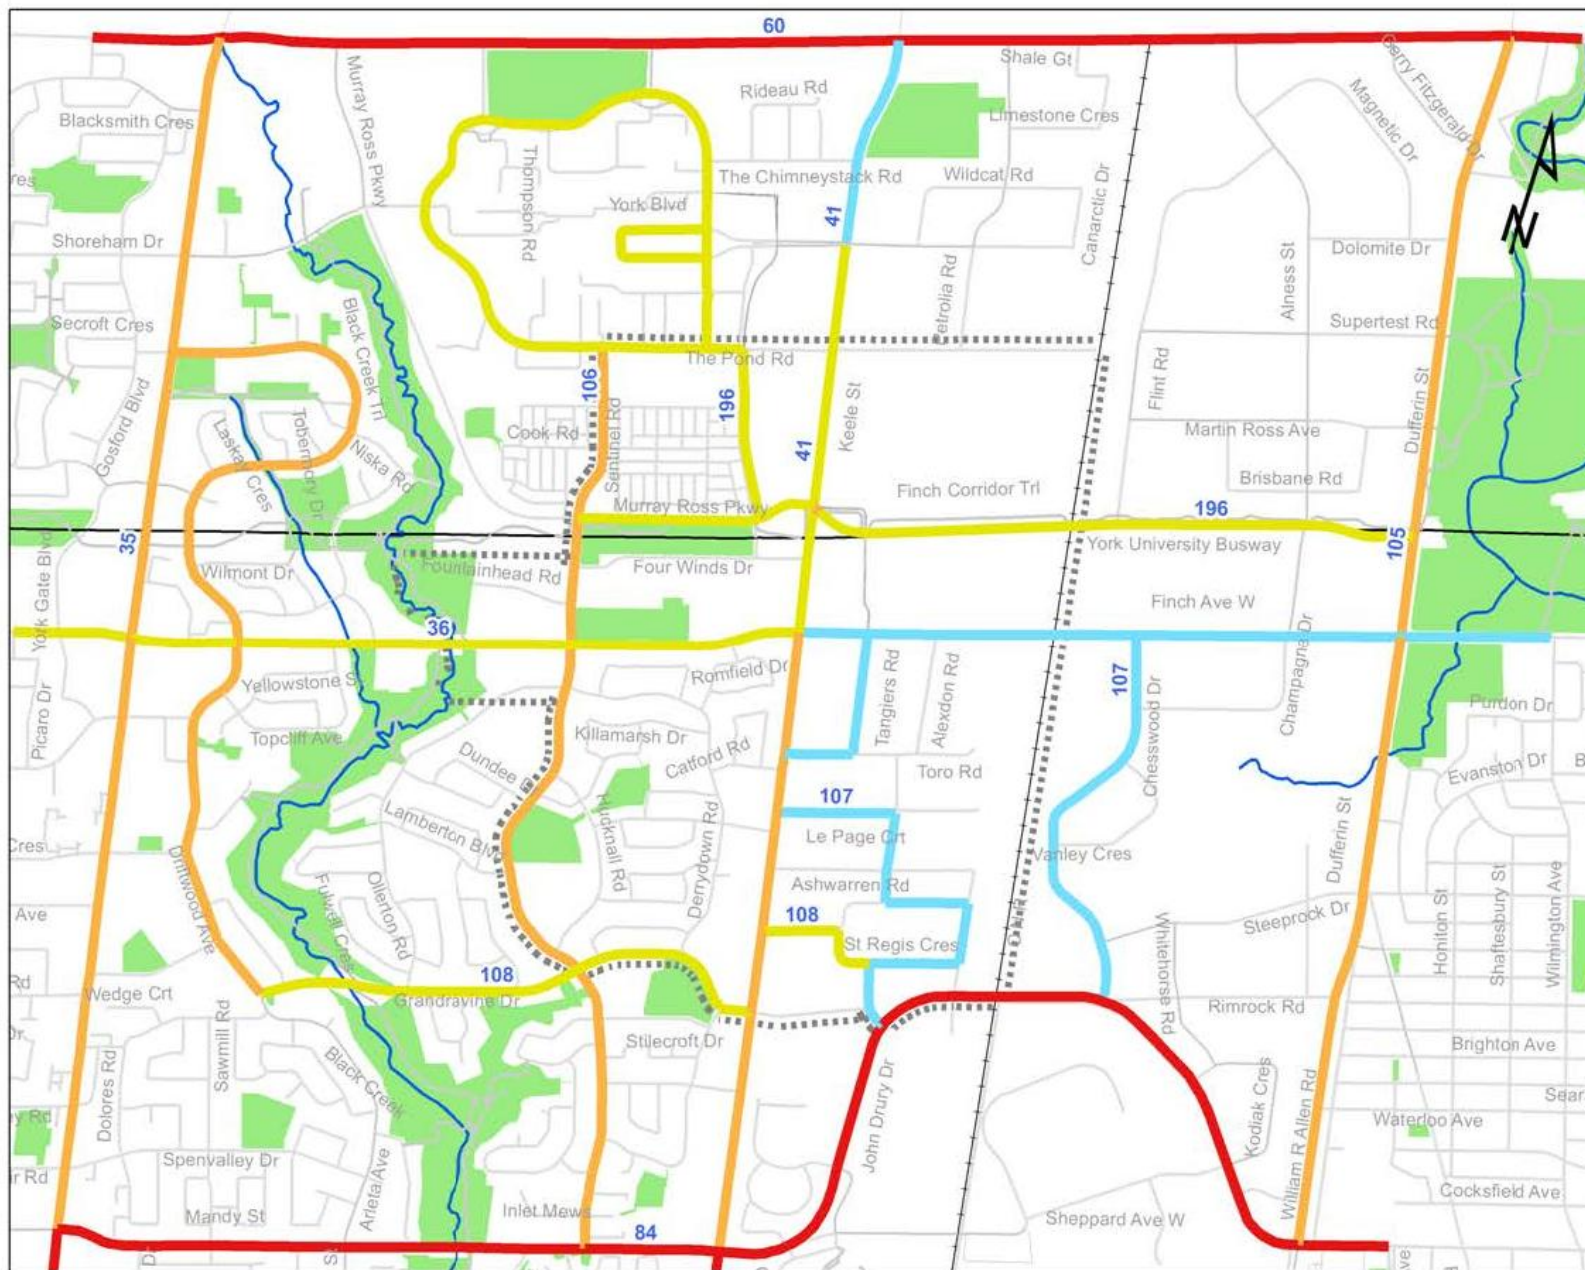 60
Shale Gt
Gerry Fitzgerald Dr
Murray Ross Pkwy
Rideau Rd
Magnetic Dr
Blacksmith Cres
Limestone Cres
Thompson Rd
The Chimneystack Rd
Wildcat Rd
res
York Blvd
41
Canarctic Dr
N
Shoreham Dr
Dolomite Dr
Alness St
Petrolia Rd
Secroft Cres
Black Creek Trl
Supertest Rd
The Pond Rd
Flint Rd
106
196
Keele St
Dufferin St
Gosford Blvd
Laskay Cres
Tobermory Dr
Niska Rd
Cook Rd
Sentinel Rd
41
Martin Ross Ave
Brisbane Rd
Finch Corridor Trl
Murray Ross Pkwy
196
35
105
York Gate Blvd
Wilmont Dr
Fountainhead Rd
Four Winds Dr
York University Busway
Finch Ave W
36
Champagne Dr
Yellowstone S
Romfield Dr
Tangiers Rd
Alexdon Rd
107
Chesswood Dr
Purdon Dr
Picaro Dr
Topcliff Ave
Killamarsh Dr
Catford Rd
Dundee
Toro Rd
Evanston Dr
B
107
Lamberton Blvd
Hucknall Rd
Derrydown Rd
Le Page Crt
Dufferin St
Cres
Vanley Cres
Driftwood Ave
Fulwell Cres
Ollerton Rd
Ashwarren Rd
Ave
108
St Regis Cres
Whitehorse Rd
Steeprock Dr
Honiton St
Shaftesbury St
Wilmington Ave
Rd
108
Wedge Crt
Grandravine Dr
Rimrock Rd
Dr
Sawmill Rd
Stilecroft Dr
Brighton Ave
Dolores Rd
Black Creek
John Drury Dr
Kodiak Cres
William R Allen Rd
Sear
y Rd
Waterloo Ave
Spenvalley Dr
r Rd
Arleta Ave
Cocksfield Ave
Mandy St
Inlet Mews
84
Sheppard Ave W
D
St
ve